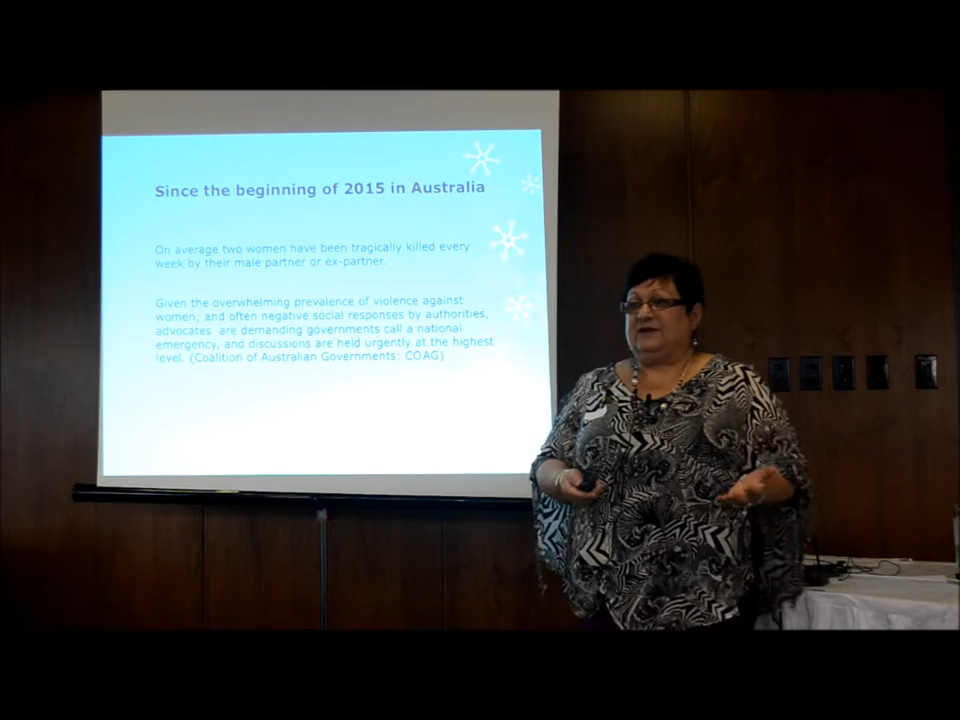 Since the beginning of 2015 in Australia
On average two women have been tragically killed every
week by their male partner or ex-partner.
Given the overwhelming prevalence of violence against
women; and often negative social responses by authorities,
advocates are demanding governments call a national
emergency, and discussions are held urgently at the highest
level. (Coalition of Australian Governments: COAG)